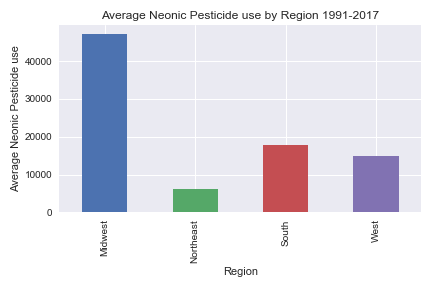 Average Neonic Pesticide use by Region 1991-2017
Average Neonic Pesticide use
40000
30000
20000
10000
0
Midwest
Northeast
South
West
Region